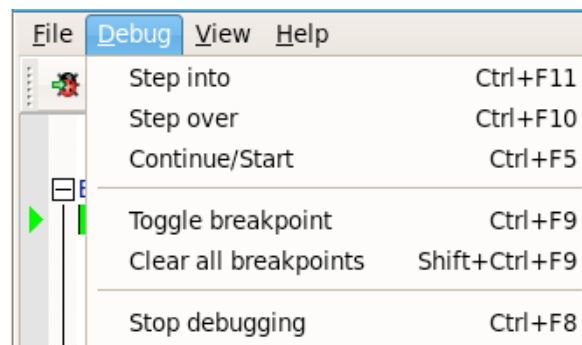 File Debug View Help
Step into Ctrl+F11
Step over Ctrl+F10
Continue/Start Ctrl+F5
Toggle breakpoint Ctrl+F9
Clear all breakpoints Shift+Ctrl+F9
Stop debugging Ctrl+F8